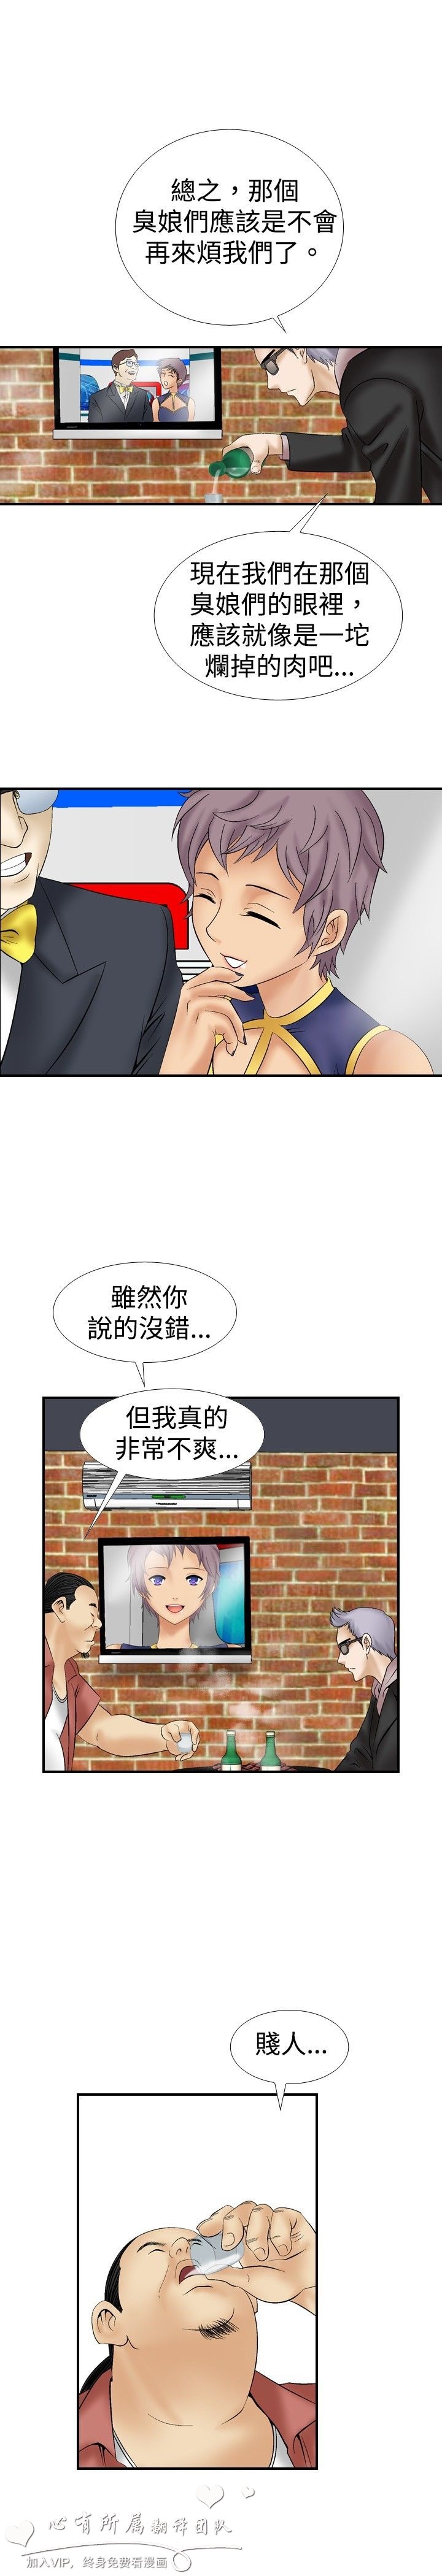 總之，那個
臭娘們應該是不會
再來煩我們了。
現在我們在那個
臭娘們的眼裡，
應該就像是一坨
爛掉的肉吧...
雖然你
說的沒錯...
但我真的
非常不爽...
賤人...
心有所属翻译团队
加入VIP，终身免费看漫画